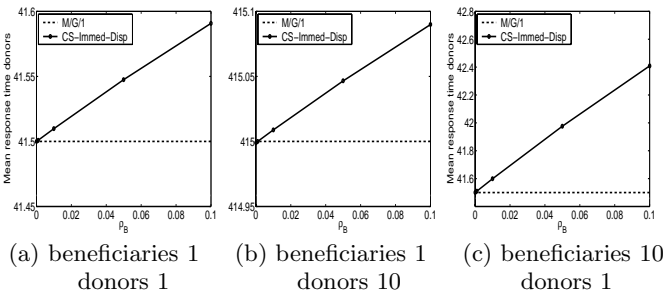 41.6
41.55
41.5
41.45
Mean response time donors
M/G/1
CS-Immed-Disp
0 0.02 0.04 0.06 0.08 0.1
ρB
(a) beneficiaries 1
donors 1
415.1
415.05
415
414.95
Mean response time donors
M/G/1
CS-Immed-Disp
0 0.02 0.04 0.06 0.08 0.1
ρB
(b) beneficiaries 1
donors 10
42.8
42.6
42.4
42.2
42
41.8
41.6
Mean response time donors
M/G/1
CS-Immed-Disp
0 0.02 0.04 0.06 0.08 0.1
ρB
(c) beneficiaries 10
donors 1